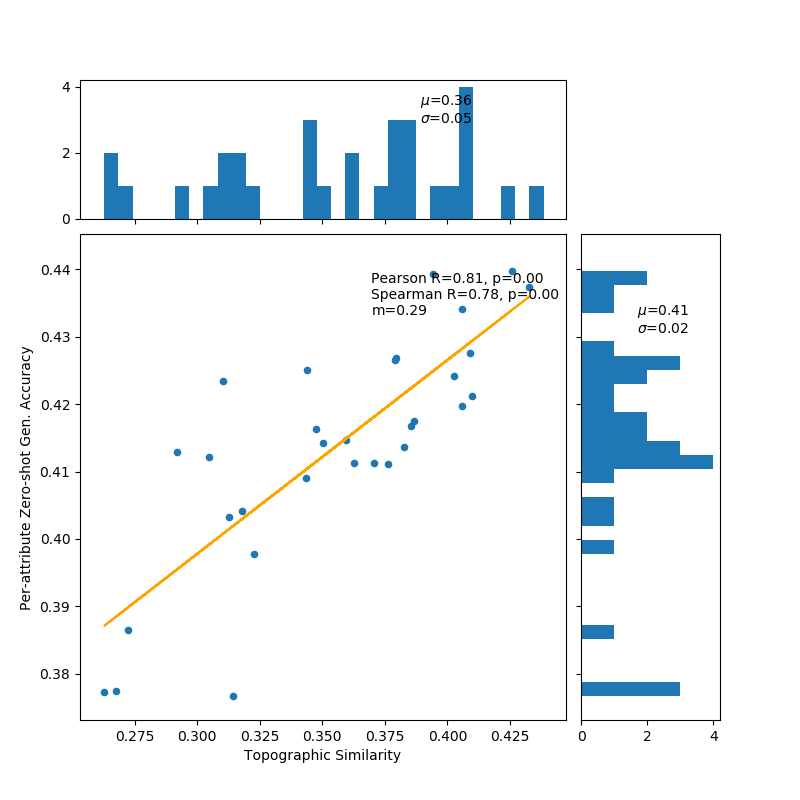 4
2
0
μ=0.36
σ=0.05
0.44
0.43
0.42
0.41
0.40
0.39
0.38
Per-attribute Zero-shot Gen. Accuracy
Pearson R=0.81, p=0.00
Spearman R=0.78, p=0.00
m=0.29
0.275
0.300
0.325
0.350
0.375
0.400
0.425
Topographic Similarity
μ=0.41
σ=0.02
0
2
4